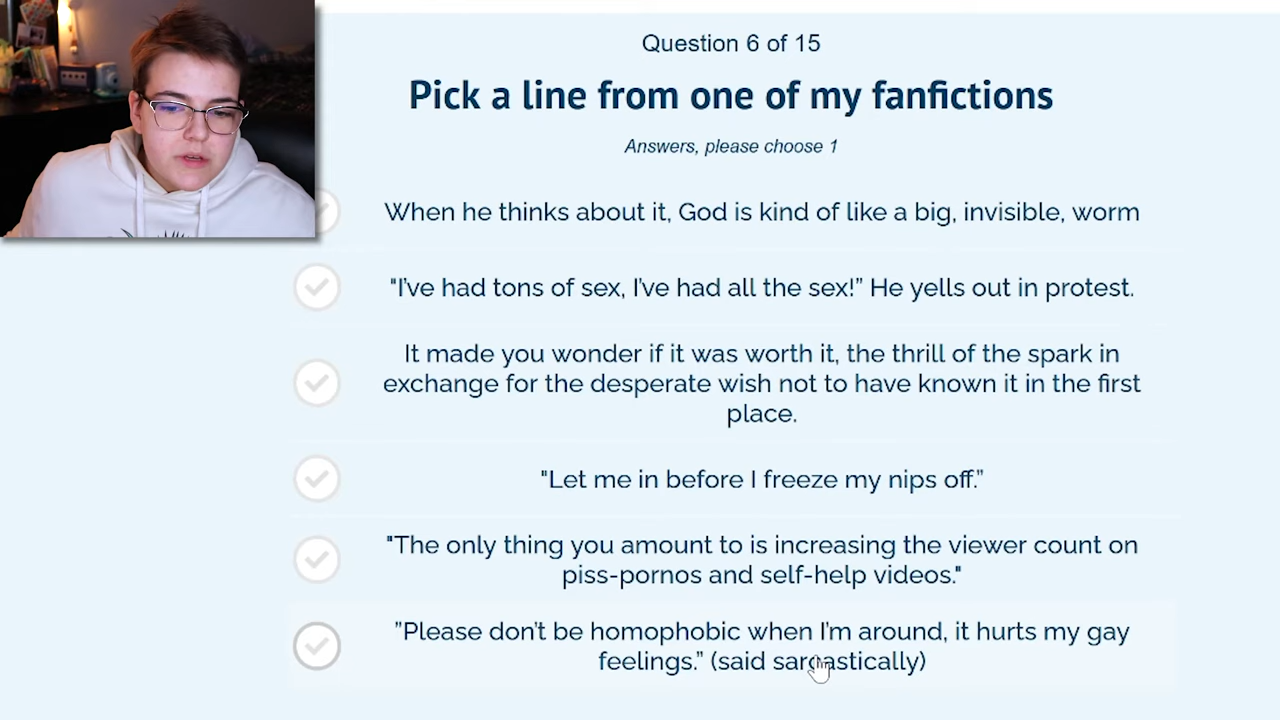 Question 6 of 15
Pick a line from one of my fanfictions
Answers, please choose 1
When he thinks about it, God is kind of like a big, invisible, worm
"I've had tons of sex, I've had all the sex!” He yells out in protest.
It made you wonder if it was worth it, the thrill of the spark in
exchange for the desperate wish not to have known it in the first
place.
"Let me in before I freeze my nips off.”
"The only thing you amount to is increasing the viewer count on
piss-pornos and self-help videos."
”Please don't be homophobic when I'm around, it hurts my gay
feelings.” (said sarcastically)